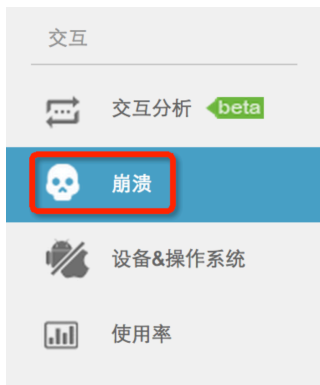 交互
交互分析 beta
崩溃
设备&操作系统
使用率